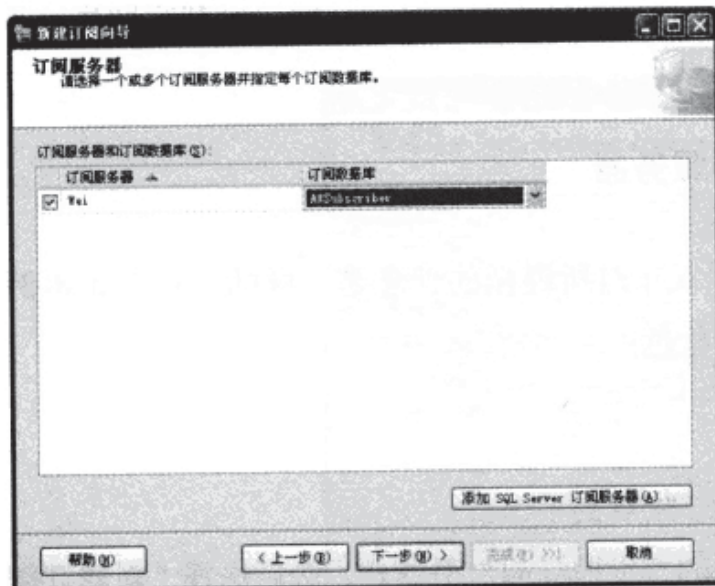 新建订阅向导
订阅服务器
请选择一个或多个订阅服务器并指定每个订阅数据库。
订阅服务器和订阅数据库(S):
订阅服务器 订阅数据库
Wei AWSubscriber
添加 SQL Server 订阅服务器(A)...
帮助(H) <上一步(B) 下一步(N)> 完成(F) >>| 取消